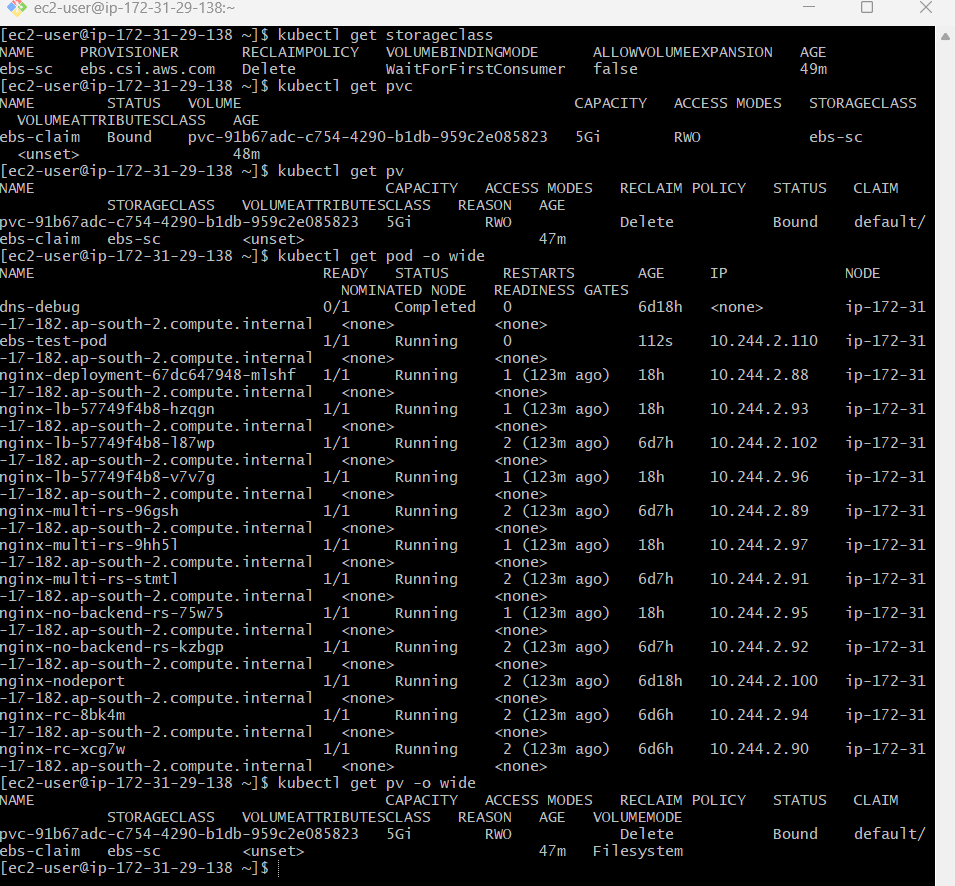 ec2-user@ip-172-31-29-138:~
[ec2-user@ip-172-31-29-138 ~]$ kubectl get storageclass
NAME     PROVISIONER       RECLAIMPOLICY   VOLUMEBINDINGMODE      ALLOWVOLUMEEXPANSION   AGE
ebs-sc   ebs.csi.aws.com   Delete          WaitForFirstConsumer   false                  49m
[ec2-user@ip-172-31-29-138 ~]$ kubectl get pvc
NAME        STATUS   VOLUME                                     CAPACITY   ACCESS MODES   STORAGECLASS
VOLUMEATTRIBUTESCLASS   AGE
ebs-claim   Bound    pvc-91b67adc-c754-4290-b1db-959c2e085823   5Gi        RWO            ebs-sc
<unset>                 48m
[ec2-user@ip-172-31-29-138 ~]$ kubectl get pv
NAME                                       CAPACITY   ACCESS MODES   RECLAIM POLICY   STATUS   CLAIM
STORAGECLASS   VOLUMEATTRIBUTESCLASS   REASON   AGE
pvc-91b67adc-c754-4290-b1db-959c2e085823   5Gi        RWO            Delete           Bound    default/
ebs-claim   ebs-sc         <unset>                          47m
[ec2-user@ip-172-31-29-138 ~]$ kubectl get pod -o wide
NAME                                READY   STATUS      RESTARTS       AGE     IP             NODE
NOMINATED NODE   READINESS GATES
dns-debug                           0/1     Completed   0              6d18h   <none>         ip-172-31
-17-182.ap-south-2.compute.internal   <none>           <none>
ebs-test-pod                        1/1     Running     0              112s    10.244.2.110   ip-172-31
-17-182.ap-south-2.compute.internal   <none>           <none>
nginx-deployment-67dc647948-mlshf   1/1     Running     1 (123m ago)   18h     10.244.2.88    ip-172-31
-17-182.ap-south-2.compute.internal   <none>           <none>
nginx-lb-57749f4b8-hzqgn            1/1     Running     1 (123m ago)   18h     10.244.2.93    ip-172-31
-17-182.ap-south-2.compute.internal   <none>           <none>
nginx-lb-57749f4b8-l87wp            1/1     Running     2 (123m ago)   6d7h    10.244.2.102   ip-172-31
-17-182.ap-south-2.compute.internal   <none>           <none>
nginx-lb-57749f4b8-v7v7g            1/1     Running     1 (123m ago)   18h     10.244.2.96    ip-172-31
-17-182.ap-south-2.compute.internal   <none>           <none>
nginx-multi-rs-96gsh                1/1     Running     2 (123m ago)   6d7h    10.244.2.89    ip-172-31
-17-182.ap-south-2.compute.internal   <none>           <none>
nginx-multi-rs-9hh5l                1/1     Running     1 (123m ago)   18h     10.244.2.97    ip-172-31
-17-182.ap-south-2.compute.internal   <none>           <none>
nginx-multi-rs-stmtl                1/1     Running     2 (123m ago)   6d7h    10.244.2.91    ip-172-31
-17-182.ap-south-2.compute.internal   <none>           <none>
nginx-no-backend-rs-75w75           1/1     Running     1 (123m ago)   18h     10.244.2.95    ip-172-31
-17-182.ap-south-2.compute.internal   <none>           <none>
nginx-no-backend-rs-kzbgp           1/1     Running     2 (123m ago)   6d7h    10.244.2.92    ip-172-31
-17-182.ap-south-2.compute.internal   <none>           <none>
nginx-nodeport                      1/1     Running     2 (123m ago)   6d18h   10.244.2.100   ip-172-31
-17-182.ap-south-2.compute.internal   <none>           <none>
nginx-rc-8bk4m                      1/1     Running     2 (123m ago)   6d6h    10.244.2.94    ip-172-31
-17-182.ap-south-2.compute.internal   <none>           <none>
nginx-rc-xcg7w                      1/1     Running     2 (123m ago)   6d6h    10.244.2.90    ip-172-31
-17-182.ap-south-2.compute.internal   <none>           <none>
[ec2-user@ip-172-31-29-138 ~]$ kubectl get pv -o wide
NAME                                       CAPACITY   ACCESS MODES   RECLAIM POLICY   STATUS   CLAIM
STORAGECLASS   VOLUMEATTRIBUTESCLASS   REASON   AGE   VOLUMEMODE
pvc-91b67adc-c754-4290-b1db-959c2e085823   5Gi        RWO            Delete           Bound    default/
ebs-claim   ebs-sc         <unset>                          47m   Filesystem
[ec2-user@ip-172-31-29-138 ~]$